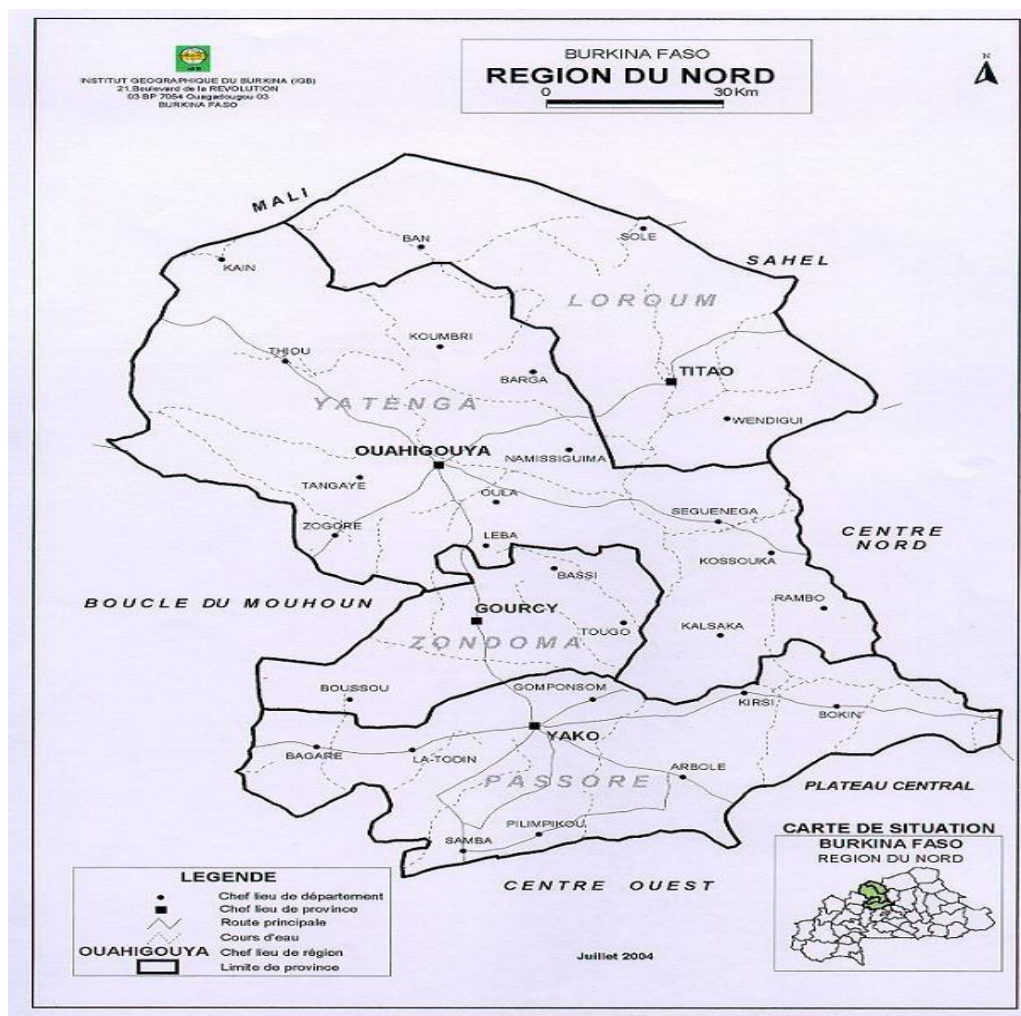 IGB
INSTITUT GEOGRAPHIQUE DU BURKINA (IGB)
21, Boulevard de la REVOLUTION
03 BP 7054 Ouagadougou 03
BURKINA FASO
BURKINA FASO
REGION DU NORD
0 30 Km
N
MALI
BAN
SOLE
KAIN
SAHEL
LOROUM
KOUMBRI
THIOU
BARGA
TITAO
YATENGA
WENDIGUI
OUAHIGOUYA
NAMISSIGUIMA
TANGAYE
OULA
SEGUENEGA
ZOGORE
CENTRE
NORD
LEBA
KOSSOUKA
BASSI
BOUCLE DU MOUHOUN
RAMBO
GOURCY
TOUGO
KALSAKA
ZONDOMA
BOUSSOU
GOMPONSOM
KIRSI
BOKIN
YAKO
BAGARE
LA-TODIN
ARBOLE
PASSORE
PLATEAU CENTRAL
PILIMPIKOU
SAMBA
CENTRE OUEST
CARTE DE SITUATION
BURKINA FASO
REGION DU NORD
LEGENDE
Chef lieu de département
Chef lieu de province
Route principale
Cours d'eau
OUAHIGOUYA Chef lieu de région
Limite de province
Juillet 2004